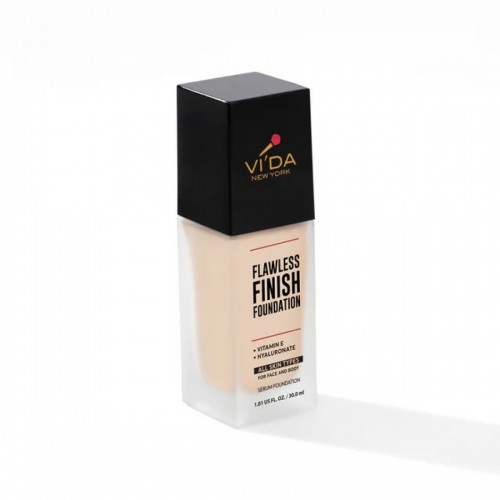 VI'DA
NEW YORK
FLAWLESS
FINISH
FOUNDATION
• VITAMIN E
• HYALURONATE
ALL SKIN TYPES
FOR FACE AND BODY
SERUM FOUNDATION
1.01 US FL. OZ. / 30.0 ml